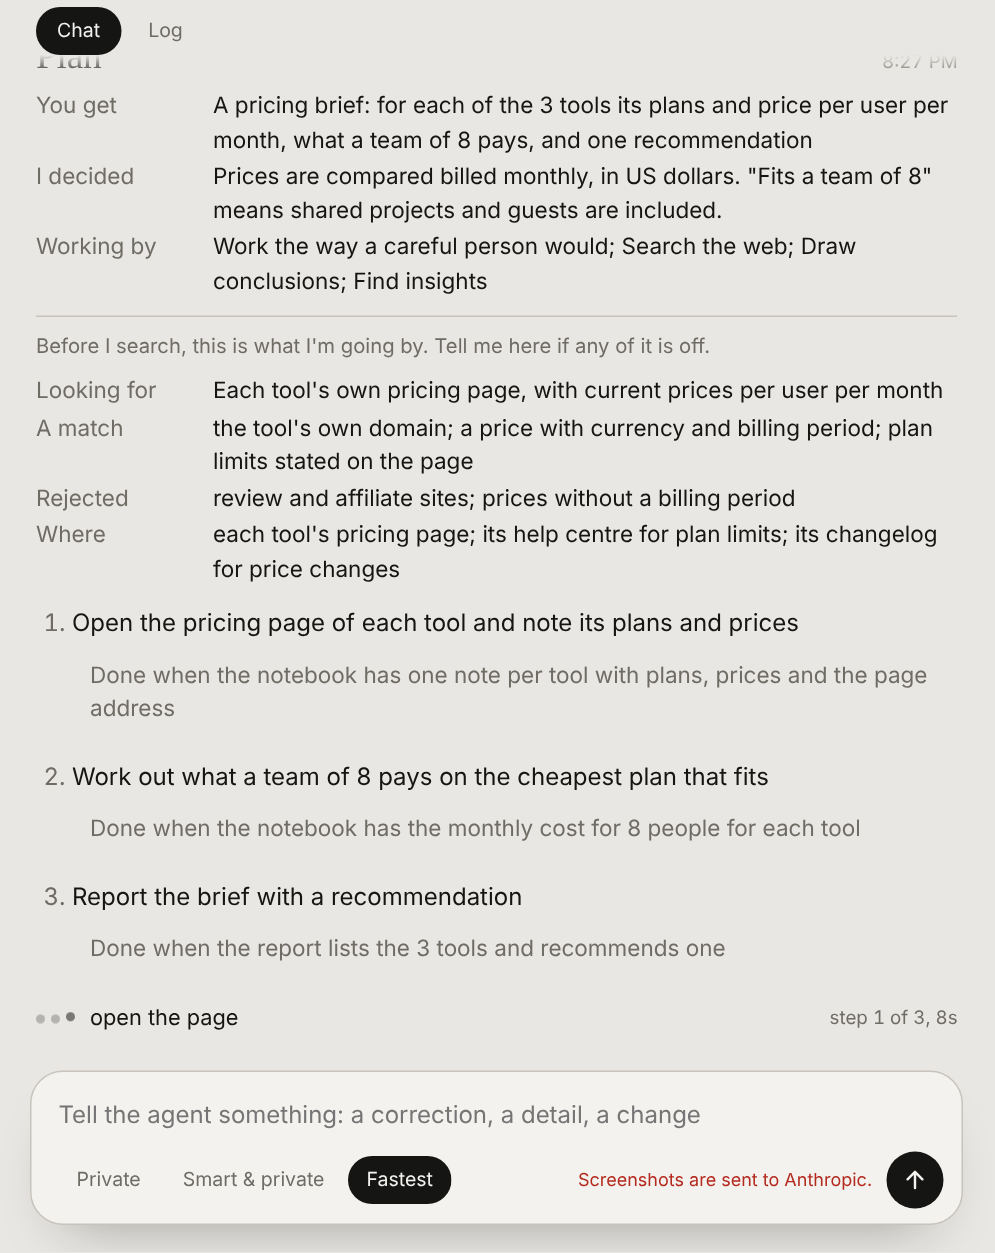 Chat Log
Plan 8:27 PM
You get A pricing brief: for each of the 3 tools its plans and price per user per
month, what a team of 8 pays, and one recommendation
I decided Prices are compared billed monthly, in US dollars. "Fits a team of 8"
means shared projects and guests are included.
Working by Work the way a careful person would; Search the web; Draw
conclusions; Find insights
Before I search, this is what I'm going by. Tell me here if any of it is off.
Looking for Each tool's own pricing page, with current prices per user per month
A match the tool's own domain; a price with currency and billing period; plan
limits stated on the page
Rejected review and affiliate sites; prices without a billing period
Where each tool's pricing page; its help centre for plan limits; its changelog
for price changes
1. Open the pricing page of each tool and note its plans and prices
Done when the notebook has one note per tool with plans, prices and the page
address
2. Work out what a team of 8 pays on the cheapest plan that fits
Done when the notebook has the monthly cost for 8 people for each tool
3. Report the brief with a recommendation
Done when the report lists the 3 tools and recommends one
open the page step 1 of 3, 8s
Tell the agent something: a correction, a detail, a change
Private Smart & private Fastest Screenshots are sent to Anthropic.